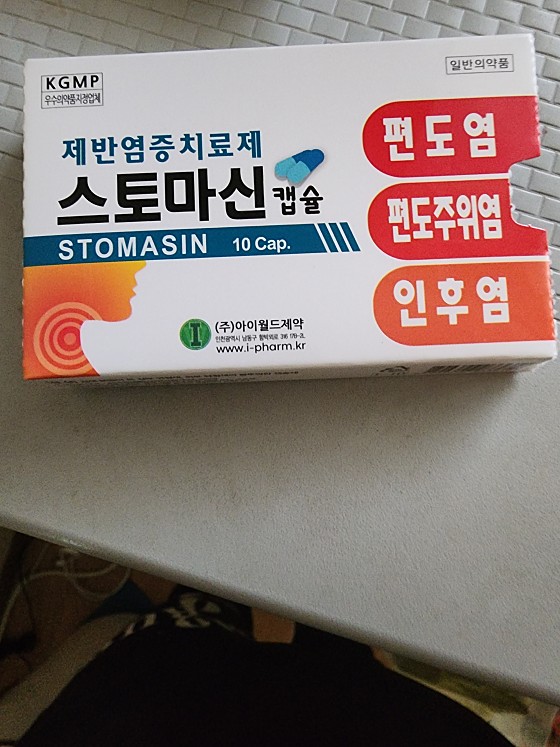 KGMP
우수의약품지정업체
일반의약품
제반염증치료제
스토마신 캡슐
STOMASIN 10 Cap.
편도염
편도주위염
인후염
(주)아이월드제약
www.i-pharm.kr